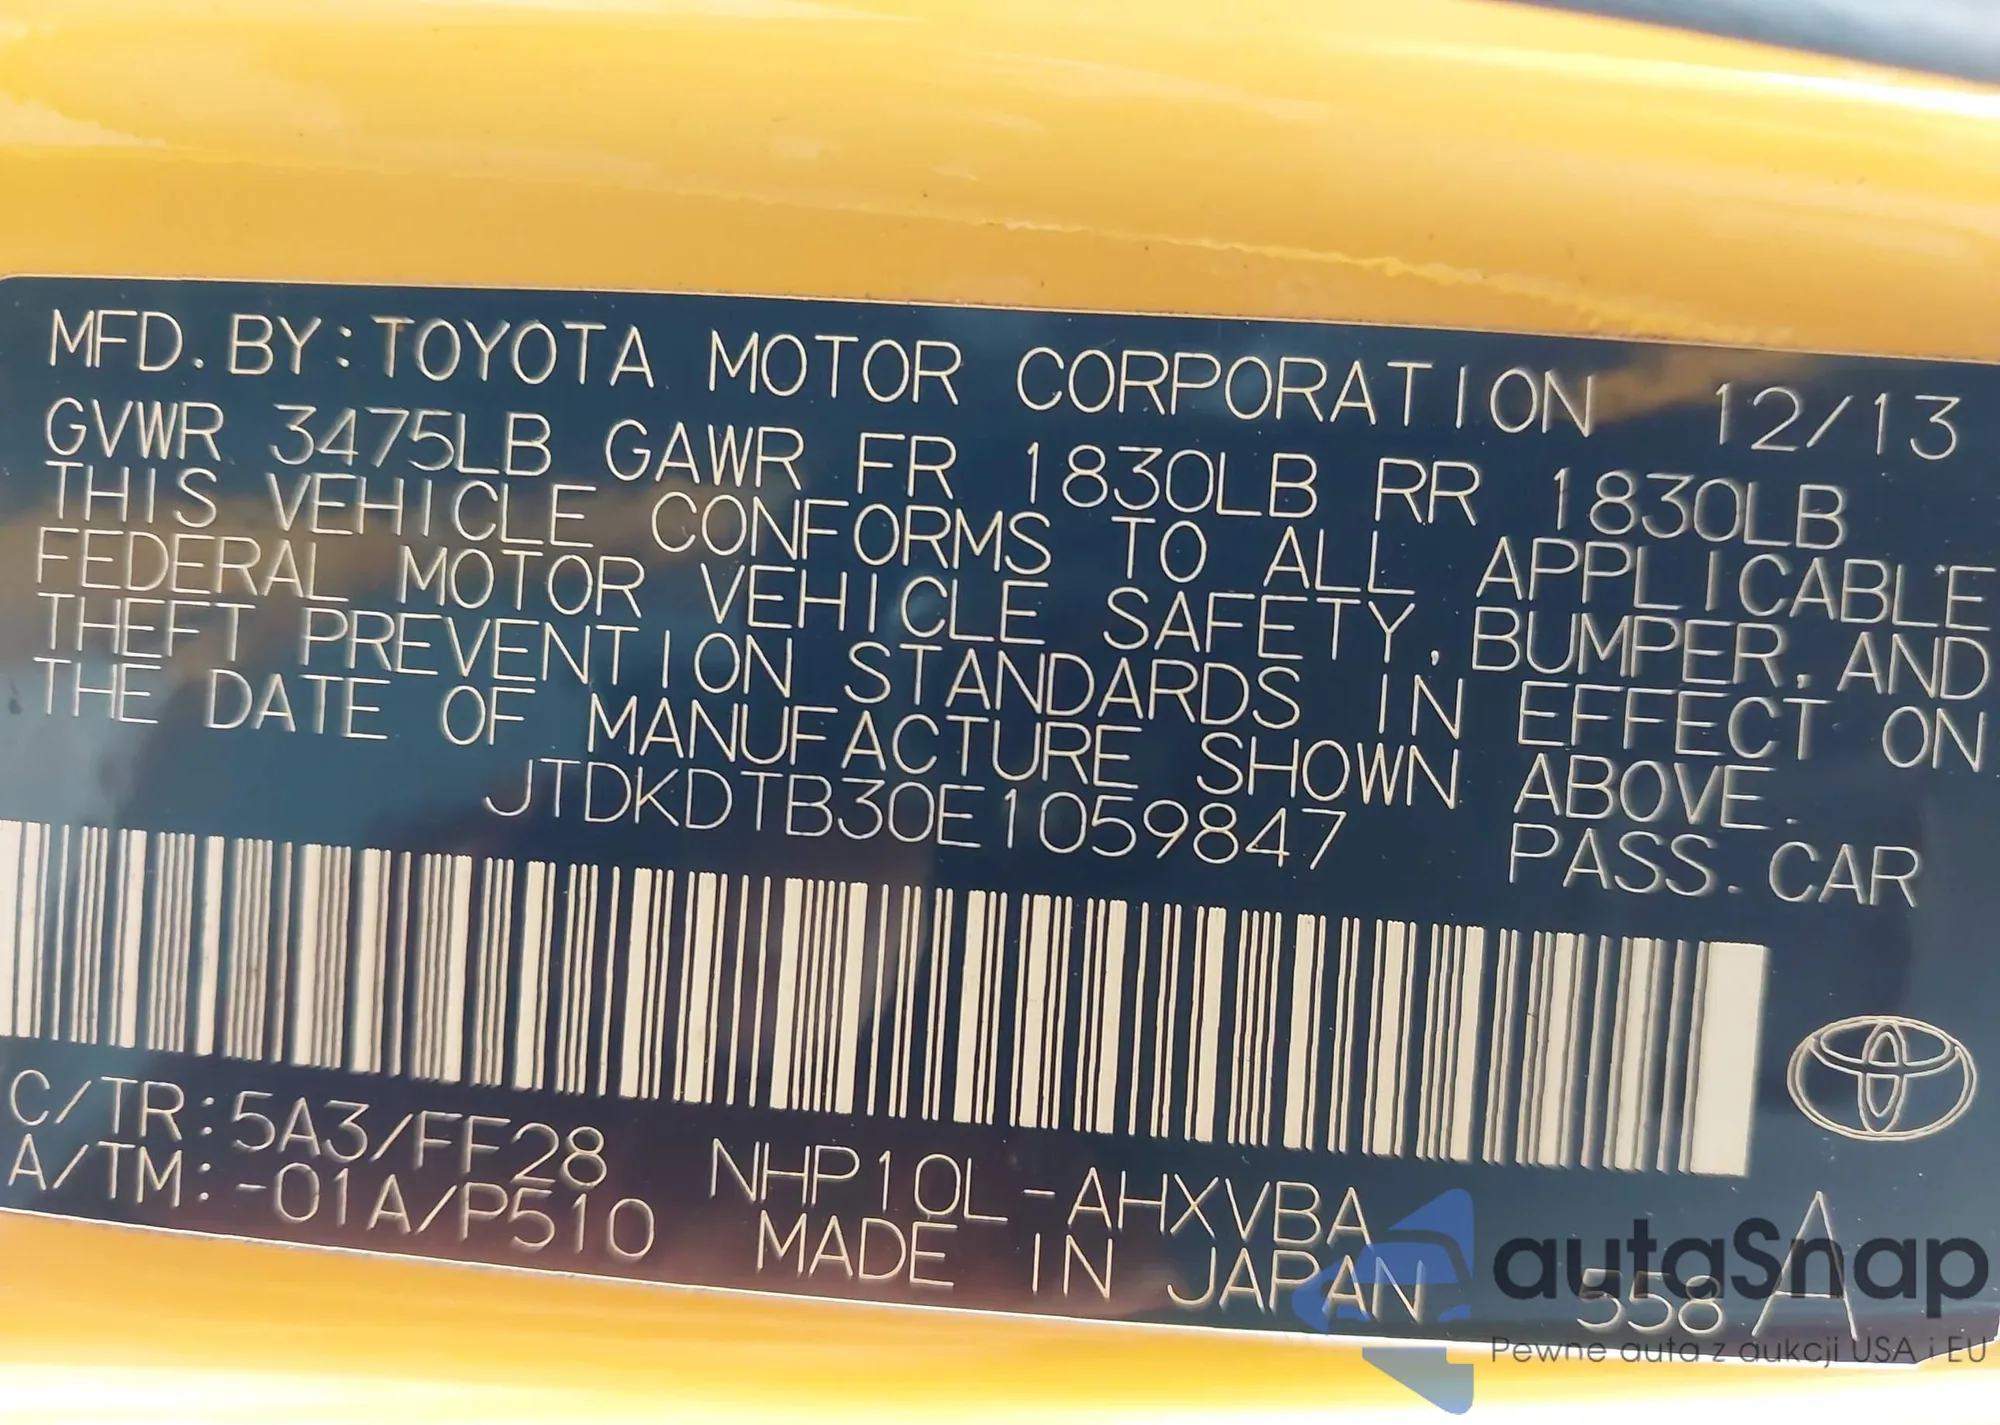 MFD. BY: TOYOTA MOTOR CORPORATION 12/13
GVWR 3475LB GAWR FR 1830LB RR 1830LB
THIS VEHICLE CONFORMS TO ALL APPLICABLE
FEDERAL MOTOR VEHICLE SAFETY, BUMPER, AND
THEFT PREVENTION STANDARDS IN EFFECT ON
THE DATE OF MANUFACTURE SHOWN ABOVE.
JTDKDTB30E1059847 PASS. CAR
C/TR: 5A3/FF28 NHP10L-AHXVBA
A/TM: -01A/P510 MADE IN JAPAN 558 A
autaSnap
Pewne auta z aukcji USA i EU